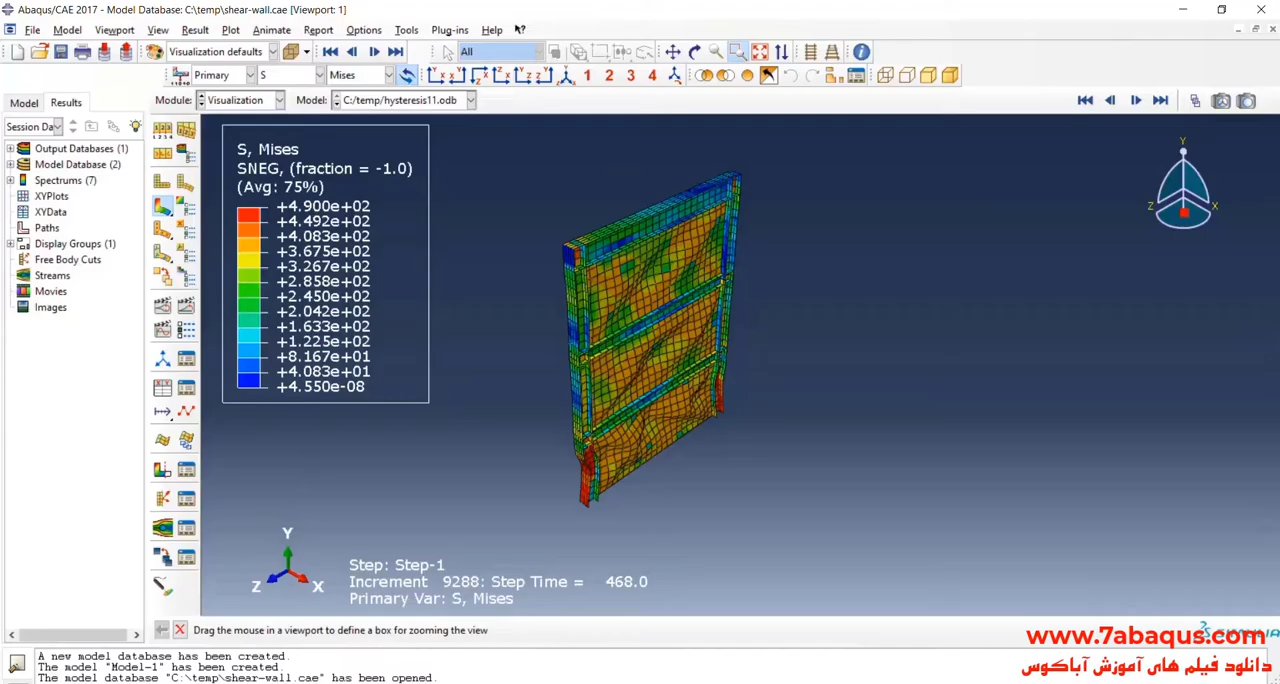 Abaqus/CAE 2017 - Model Database: C:\temp\shear-wall.cae [Viewport: 1]
File Model Viewport View Result Plot Animate Report Options Tools Plug-ins Help
Visualization defaults All
Primary S Mises 1 2 3 4
Model Results Module: Visualization Model: C:/temp/hysteresis11.odb
Session Da
Output Databases (1)
Model Database (2)
Spectrums (7)
XYPlots
XYData
Paths
Display Groups (1)
Free Body Cuts
Streams
Movies
Images
S, Mises
SNEG, (fraction = -1.0)
(Avg: 75%)
+4.900e+02
+4.492e+02
+4.083e+02
+3.675e+02
+3.267e+02
+2.858e+02
+2.450e+02
+2.042e+02
+1.633e+02
+1.225e+02
+8.167e+01
+4.083e+01
+4.550e-08
Y
Z X
Y
Z X
Step: Step-1
Increment 9288: Step Time = 468.0
Primary Var: S, Mises
Drag the mouse in a viewport to define a box for zooming the view
A new model database has been created.
The model "Model-1" has been created.
The model database "C:\temp\shear-wall.cae" has been opened.
www.7abaqus.com
دانلود فیلم های آموزش آباکوس